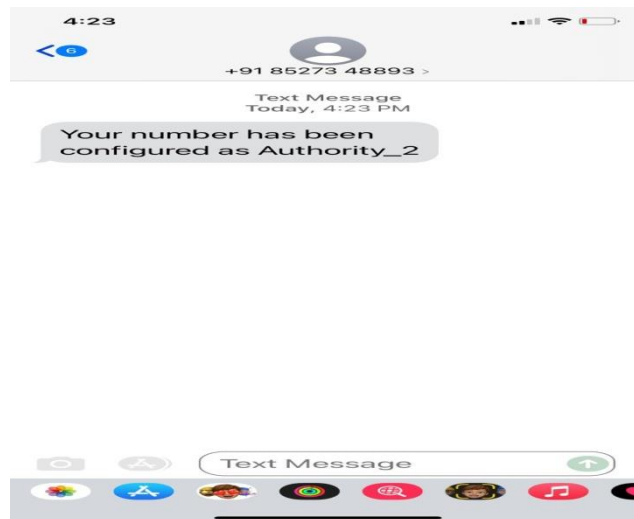 4:23
6
+91 85273 48893 >
Text Message
Today, 4:23 PM
Your number has been
configured as Authority_2
Text Message